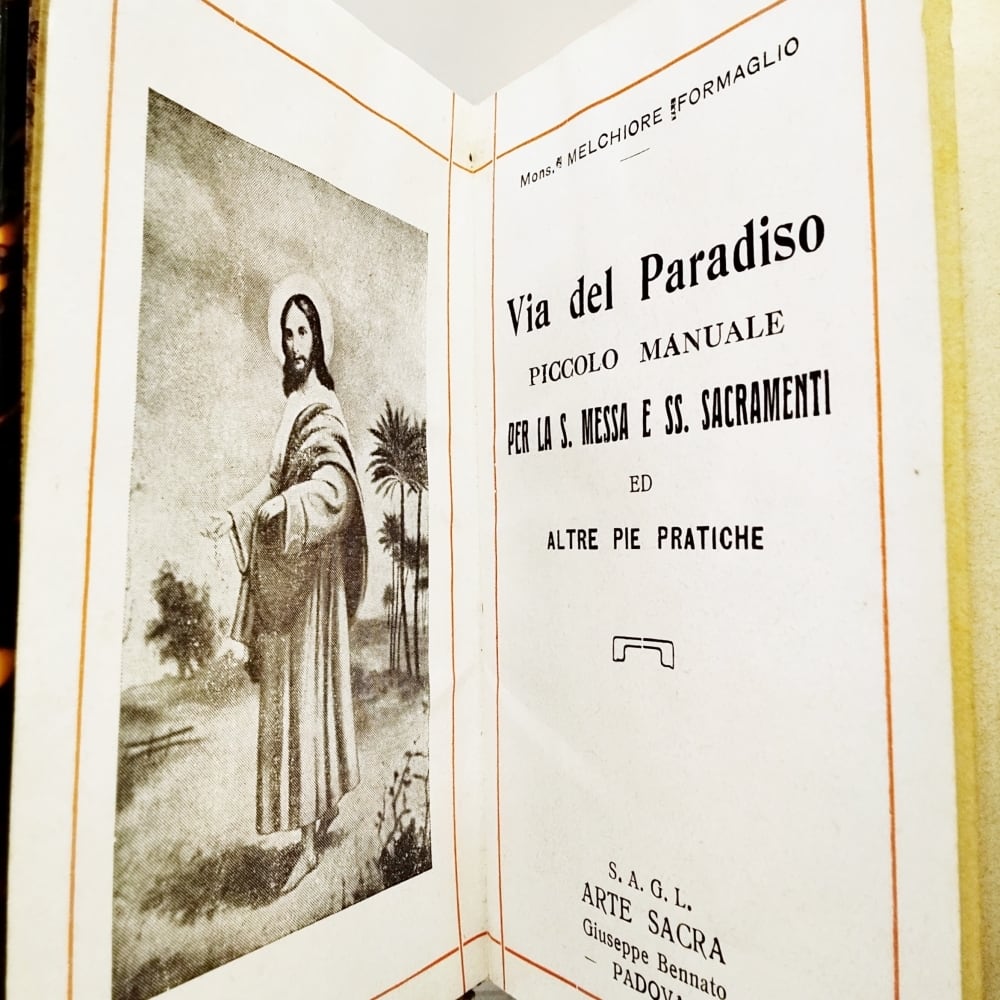 Mons. MELCHIORE FORMAGLIO
Via del Paradiso
PICCOLO MANUALE
PER LA S. MESSA E SS. SACRAMENTI
ED
ALTRE PIE PRATICHE
S. A. G. L.
ARTE SACRA
Giuseppe Bennato
— PADOVA